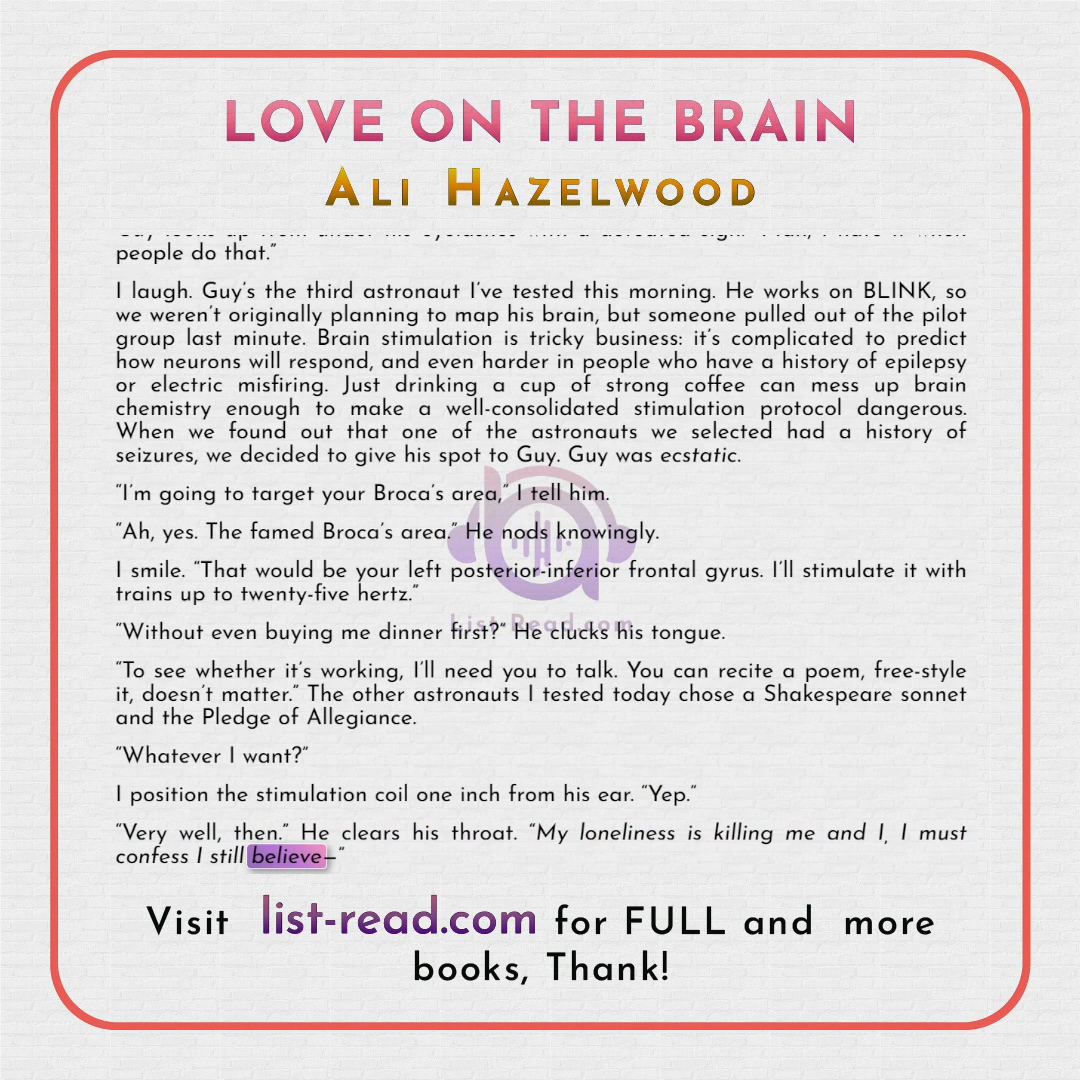 LOVE ON THE BRAIN
ALI HAZELWOOD
people do that.”
I laugh. Guy’s the third astronaut I’ve tested this morning. He works on BLINK, so
we weren’t originally planning to map his brain, but someone pulled out of the pilot
group last minute. Brain stimulation is tricky business: it’s complicated to predict
how neurons will respond, and even harder in people who have a history of epilepsy
or electric misfiring. Just drinking a cup of strong coffee can mess up brain
chemistry enough to make a well-consolidated stimulation protocol dangerous.
When we found out that one of the astronauts we selected had a history of
seizures, we decided to give his spot to Guy. Guy was ecstatic.
“I’m going to target your Broca’s area,” I tell him.
“Ah, yes. The famed Broca’s area.” He nods knowingly.
I smile. “That would be your left posterior-inferior frontal gyrus. I’ll stimulate it with
trains up to twenty-five hertz.”
List-Read.com
“Without even buying me dinner first?” He clucks his tongue.
“To see whether it’s working, I’ll need you to talk. You can recite a poem, free-style
it, doesn’t matter.” The other astronauts I tested today chose a Shakespeare sonnet
and the Pledge of Allegiance.
“Whatever I want?”
I position the stimulation coil one inch from his ear. “Yep.”
“Very well, then.” He clears his throat. “My loneliness is killing me and I, I must
confess I still believe—”
Visit list-read.com for FULL and more
books, Thank!